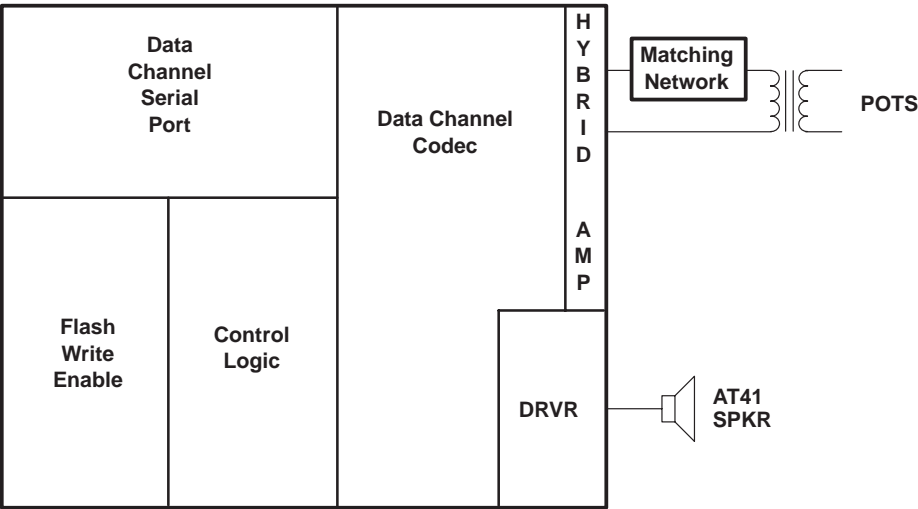 Data
Channel
Serial
Port
Data Channel
Codec
H
Y
B
R
I
D
A
M
P
Matching
Network
POTS
Flash
Write
Enable
Control
Logic
DRVR
AT41
SPKR